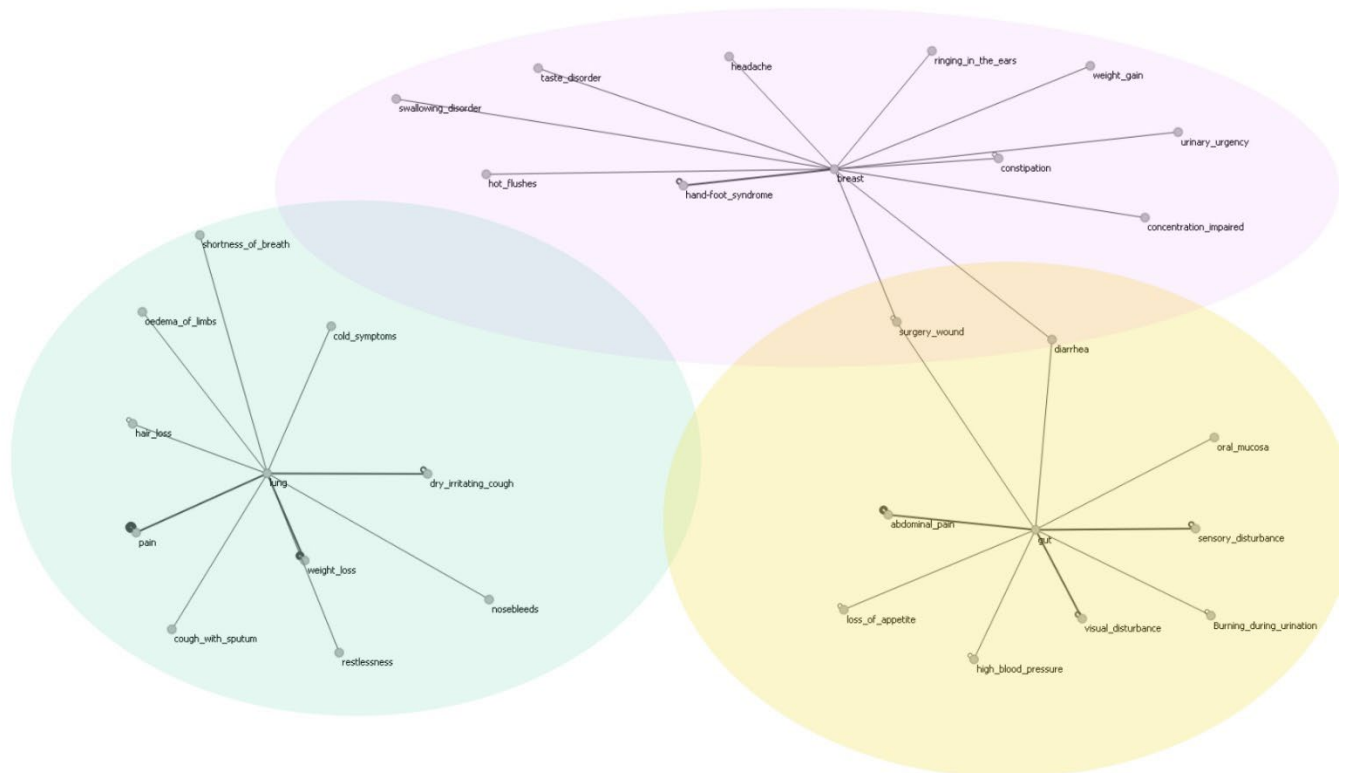 ringing_in_the_ears
headache
weight_gain
taste_disorder
swallowing_disorder
urinary_urgency
constipation
breast
hot_flushes
hand-foot_syndrome
concentration_impaired
shortness_of_breath
oedema_of_limbs
cold_symptoms
surgery_wound
diarrhea
hair_loss
oral_mucosa
lung
dry_irritating_cough
abdominal_pain
sensory_disturbance
gut
pain
weight_loss
nosebleeds
loss_of_appetite
visual_disturbance
Burning_during_urination
cough_with_sputum
restlessness
high_blood_pressure